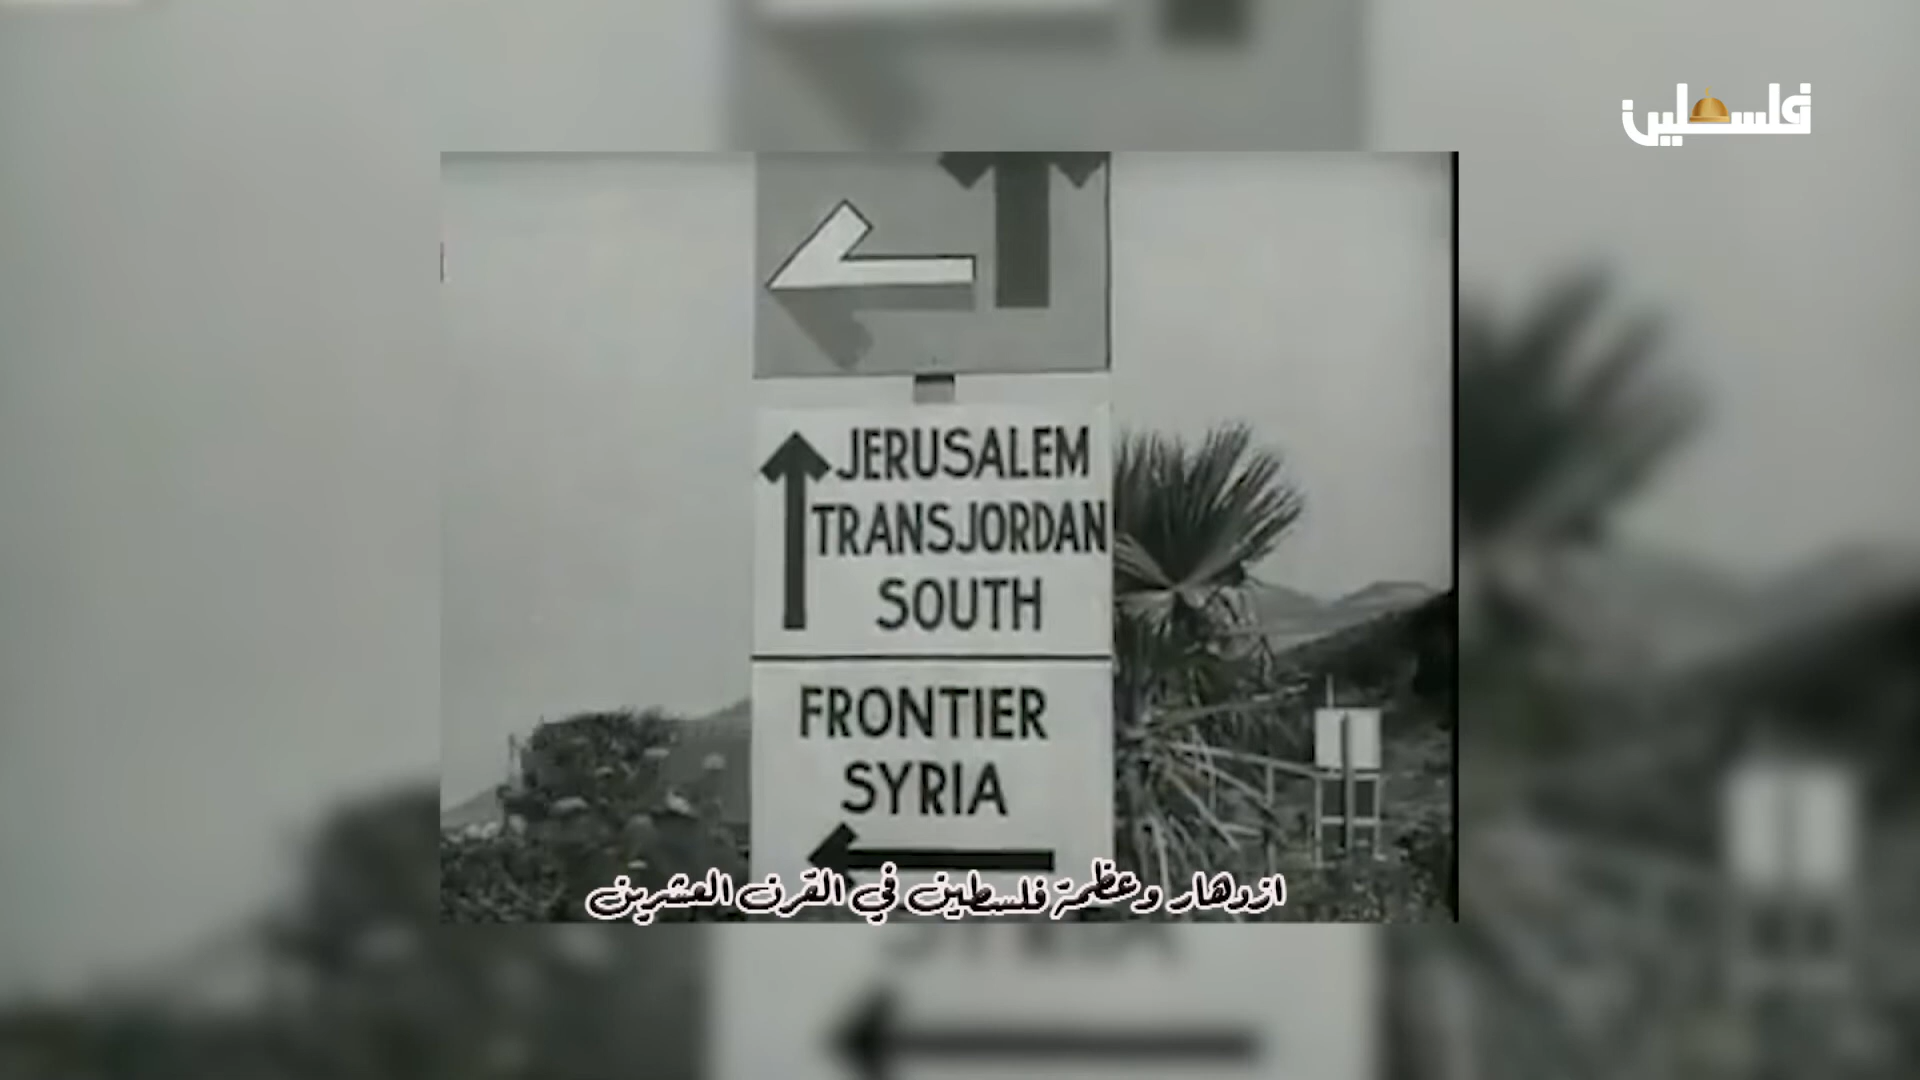 فلسطين
JERUSALEM
TRANSJORDAN
SOUTH
FRONTIER
SYRIA
ازدهار وعظمة فلسطين في القرن العشرين